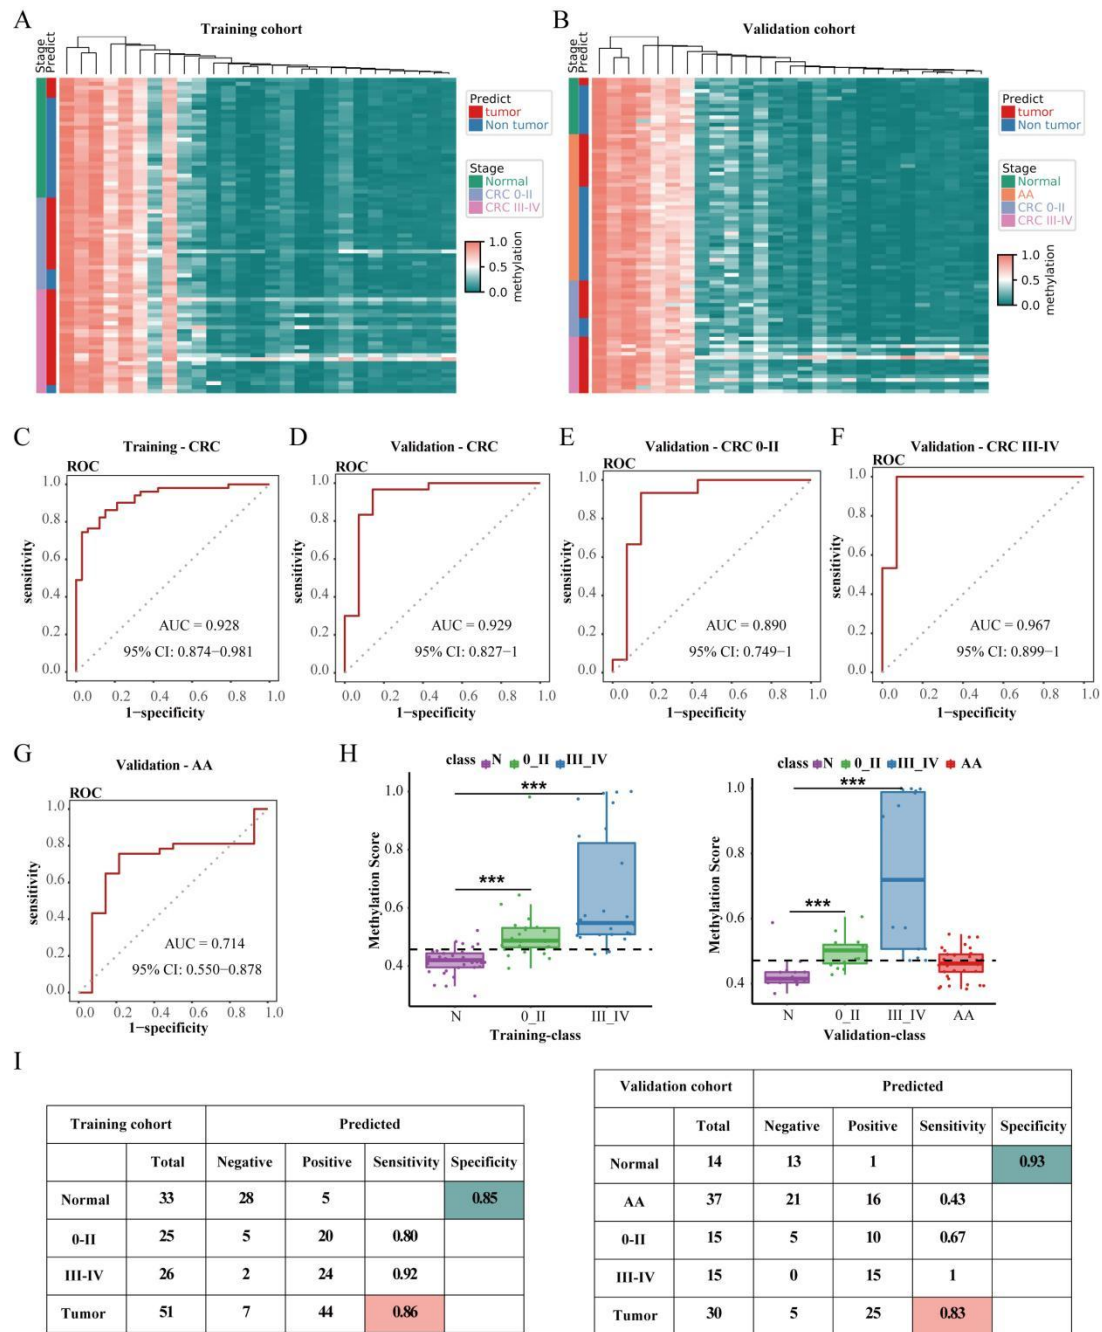 A
Training cohort
Stage
Predict
Predict
tumor
Non tumor
Stage
Normal
CRC 0-II
CRC III-IV
1.0
0.5
0.0
methylation
B
Validation cohort
Stage
Predict
Predict
tumor
Non tumor
Stage
Normal
AA
CRC 0-II
CRC III-IV
1.0
0.5
0.0
methylation
C
Training - CRC
ROC
1.0
0.8
0.6
0.4
0.2
0.0
sensitivity
AUC = 0.928
95% CI: 0.874−0.981
0.0 0.2 0.4 0.6 0.8 1.0
1−specificity
D
Validation - CRC
ROC
1.0
0.8
0.6
0.4
0.2
0.0
sensitivity
AUC = 0.929
95% CI: 0.827−1
0.0 0.2 0.4 0.6 0.8 1.0
1−specificity
E
Validation - CRC 0-II
ROC
1.0
0.8
0.6
0.4
0.2
0.0
sensitivity
AUC = 0.890
95% CI: 0.749−1
0.0 0.2 0.4 0.6 0.8 1.0
1−specificity
F
Validation - CRC III-IV
ROC
1.0
0.8
0.6
0.4
0.2
0.0
sensitivity
AUC = 0.967
95% CI: 0.899−1
0.0 0.2 0.4 0.6 0.8 1.0
1−specificity
G
Validation - AA
ROC
1.0
0.8
0.6
0.4
0.2
0.0
sensitivity
AUC = 0.714
95% CI: 0.550−0.878
0.0 0.2 0.4 0.6 0.8 1.0
1−specificity
H
class N 0_II III_IV
***
***
1.0
0.8
0.6
0.4
Methylation Score
N 0_II III_IV
Training-class
class N 0_II III_IV AA
***
***
1.0
0.8
0.6
0.4
Methylation Score
N 0_II III_IV AA
Validation-class
I
Training cohort Predicted
Total Negative Positive Sensitivity Specificity
Normal 33 28 5 0.85
0-II 25 5 20 0.80
III-IV 26 2 24 0.92
Tumor 51 7 44 0.86
Validation cohort Predicted
Total Negative Positive Sensitivity Specificity
Normal 14 13 1 0.93
AA 37 21 16 0.43
0-II 15 5 10 0.67
III-IV 15 0 15 1
Tumor 30 5 25 0.83